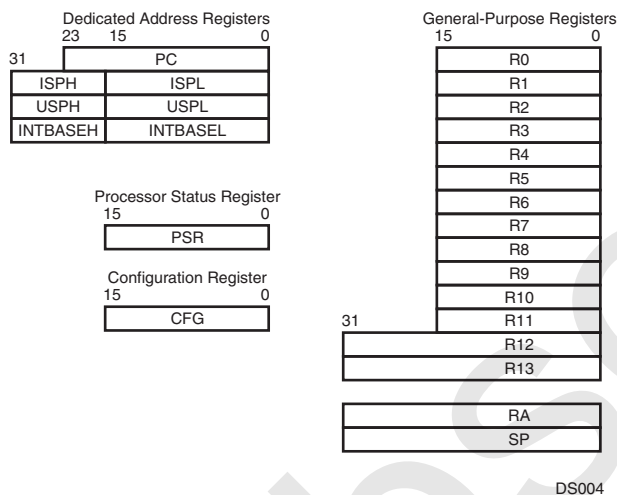 Dedicated Address Registers
23 15 0
31
PC
ISPH ISPL
USPH USPL
INTBASEH INTBASEL
Processor Status Register
15 0
PSR
Configuration Register
15 0
CFG
General-Purpose Registers
15 0
R0
R1
R2
R3
R4
R5
R6
R7
R8
R9
R10
R11
31
R12
R13
RA
SP
DS004